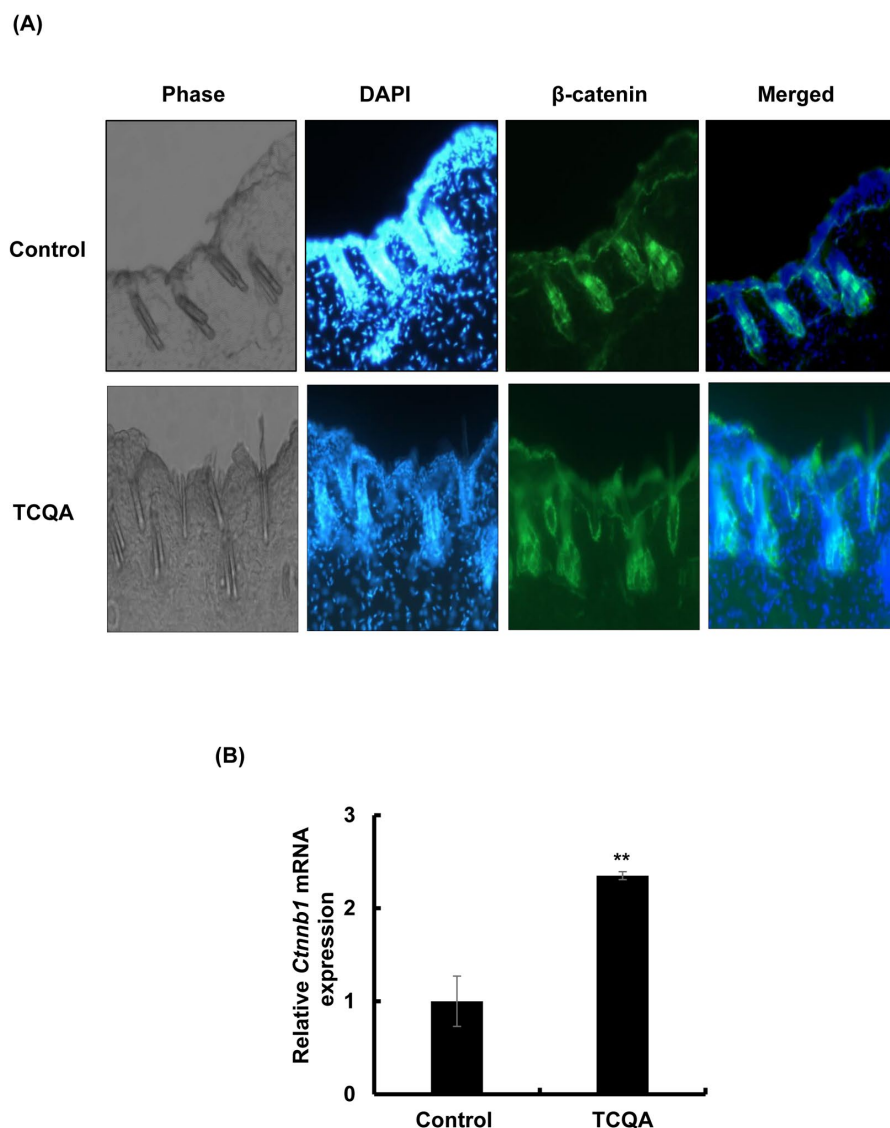 (A)
Phase DAPI β-catenin Merged
Control
TCQA
(B)
Relative Ctnnb1 mRNA
expression
3
2
1
0
**
Control TCQA